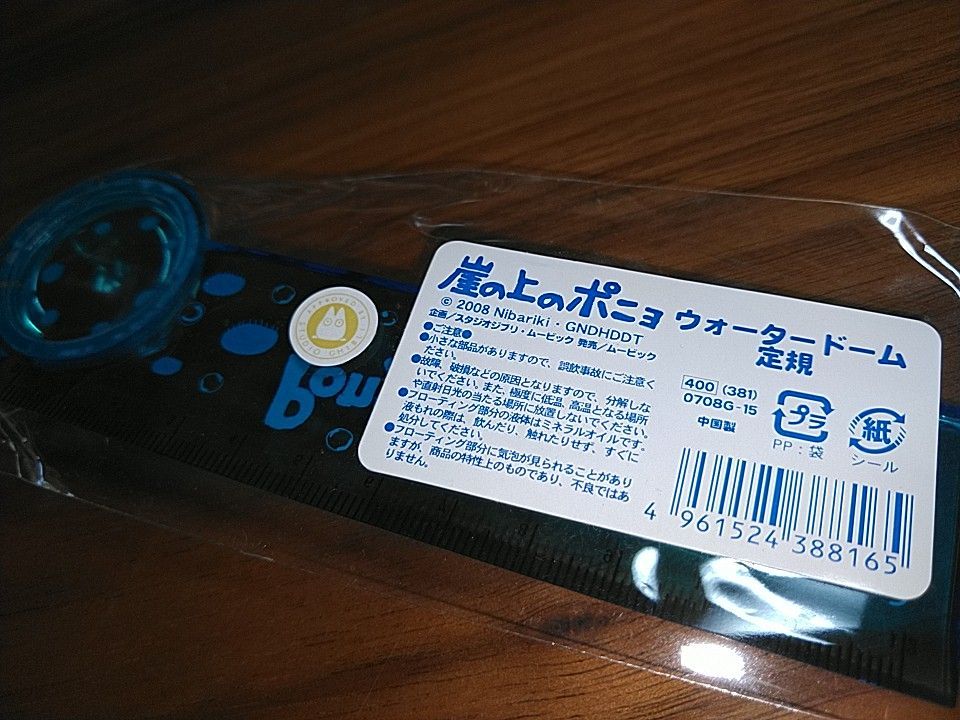 崖の上のポニョ ウォータードーム
定規
© 2008 Nibariki・GNDHDDT
企画/スタジオジブリ・ムービック 発売/ムービック
●ご注意●
●小さな部品がありますので、誤飲事故にご注意く
ださい。
●故障、破損などの原因となりますので、分解しな
いでください。また、極度に低温、高温となる場所
や直射日光の当たる場所に放置しないでください。
●フローティング部分の液体はミネラルオイルです。
液もれの際は、飲んだり、触れたりせず、すぐに
処分してください。
●フローティング部分に気泡が見られることがあり
ますが、商品の特性上のものであり、不良ではあ
りません。
400 (381)
0708G-15
中国製
プラ
PP:袋
紙
シール
4 961524 388165
APPROVED BY STUDIO GHIBLI